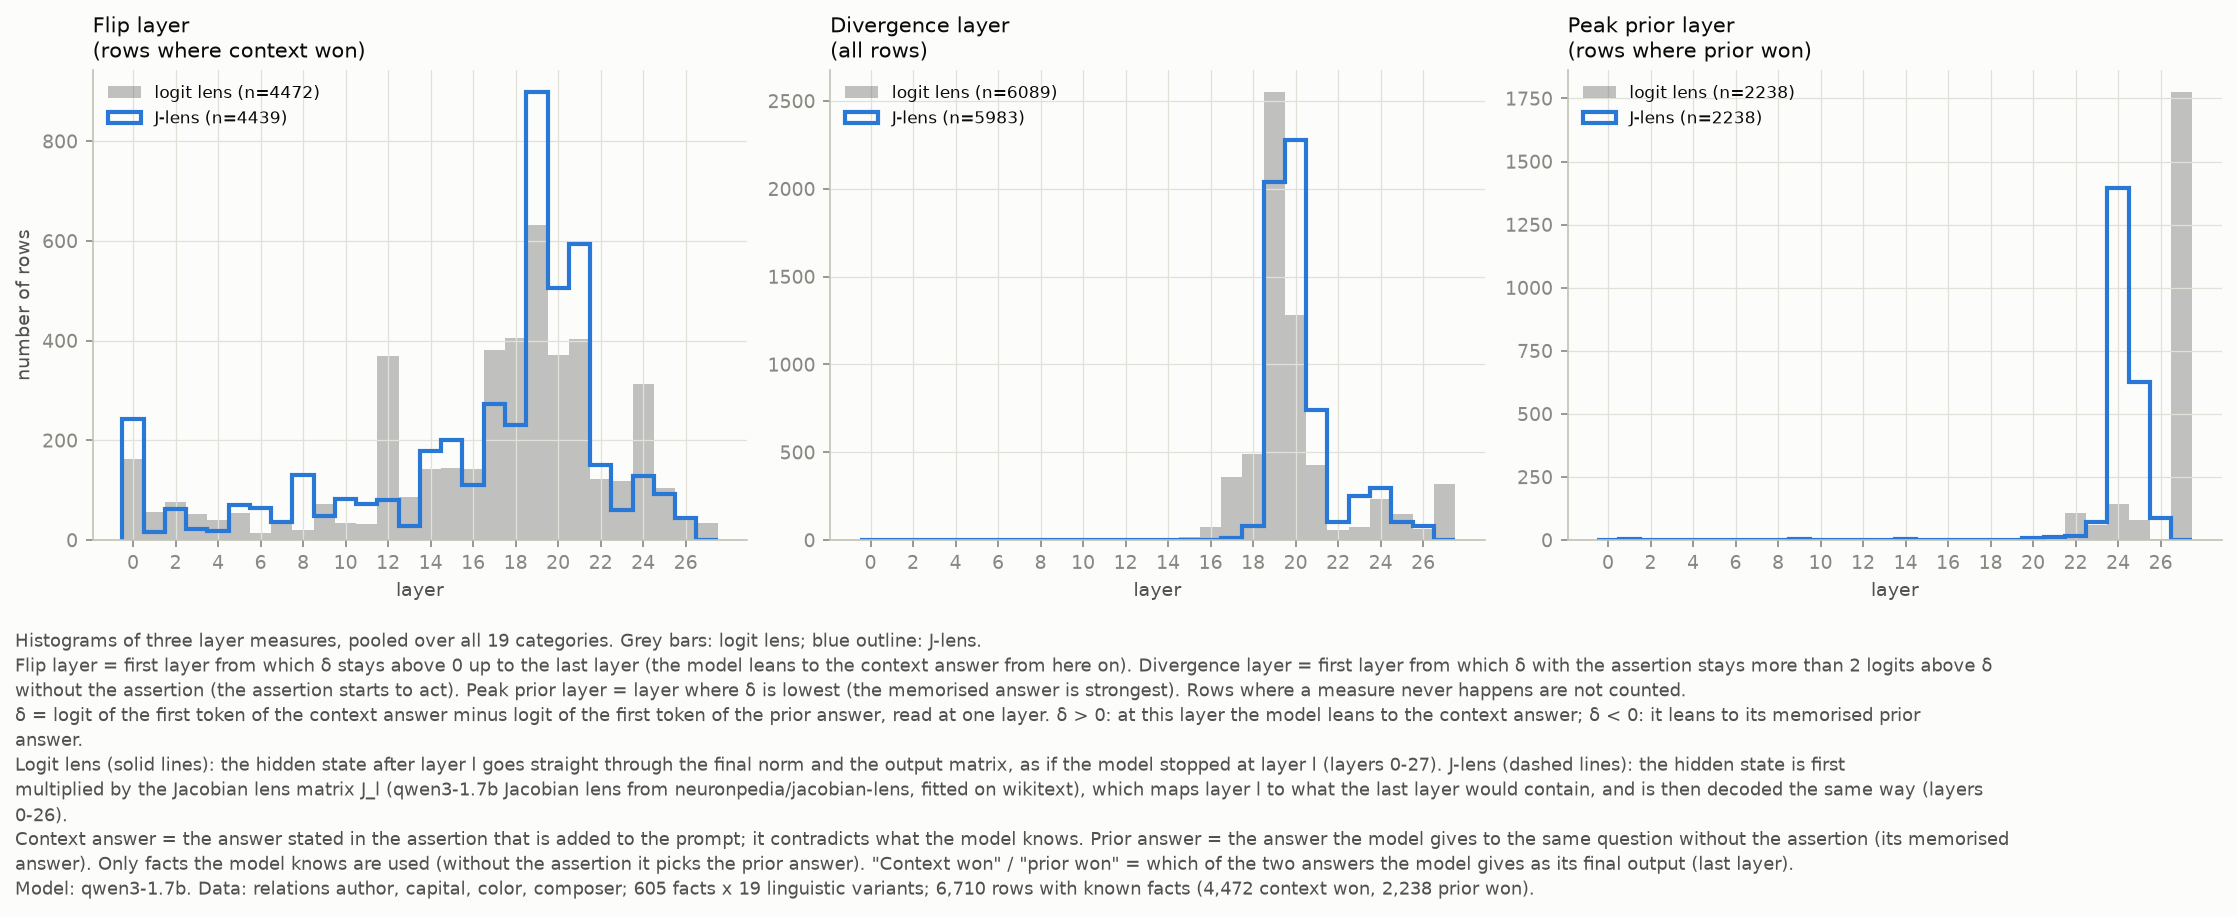 Flip layer
(rows where context won)
logit lens (n=4472)
J-lens (n=4439)
number of rows
800
600
400
200
0
0 2 4 6 8 10 12 14 16 18 20 22 24 26
layer
Divergence layer
(all rows)
logit lens (n=6089)
J-lens (n=5983)
2500
2000
1500
1000
500
0
0 2 4 6 8 10 12 14 16 18 20 22 24 26
layer
Peak prior layer
(rows where prior won)
logit lens (n=2238)
J-lens (n=2238)
1750
1500
1250
1000
750
500
250
0
0 2 4 6 8 10 12 14 16 18 20 22 24 26
layer
Histograms of three layer measures, pooled over all 19 categories. Grey bars: logit lens; blue outline: J-lens.
Flip layer = first layer from which δ stays above 0 up to the last layer (the model leans to the context answer from here on). Divergence layer = first layer from which δ with the assertion stays more than 2 logits above δ
without the assertion (the assertion starts to act). Peak prior layer = layer where δ is lowest (the memorised answer is strongest). Rows where a measure never happens are not counted.
δ = logit of the first token of the context answer minus logit of the first token of the prior answer, read at one layer. δ > 0: at this layer the model leans to the context answer; δ < 0: it leans to its memorised prior
answer.
Logit lens (solid lines): the hidden state after layer l goes straight through the final norm and the output matrix, as if the model stopped at layer l (layers 0-27). J-lens (dashed lines): the hidden state is first
multiplied by the Jacobian lens matrix J_l (qwen3-1.7b Jacobian lens from neuronpedia/jacobian-lens, fitted on wikitext), which maps layer l to what the last layer would contain, and is then decoded the same way (layers
0-26).
Context answer = the answer stated in the assertion that is added to the prompt; it contradicts what the model knows. Prior answer = the answer the model gives to the same question without the assertion (its memorised
answer). Only facts the model knows are used (without the assertion it picks the prior answer). "Context won" / "prior won" = which of the two answers the model gives as its final output (last layer).
Model: qwen3-1.7b. Data: relations author, capital, color, composer; 605 facts x 19 linguistic variants; 6,710 rows with known facts (4,472 context won, 2,238 prior won).